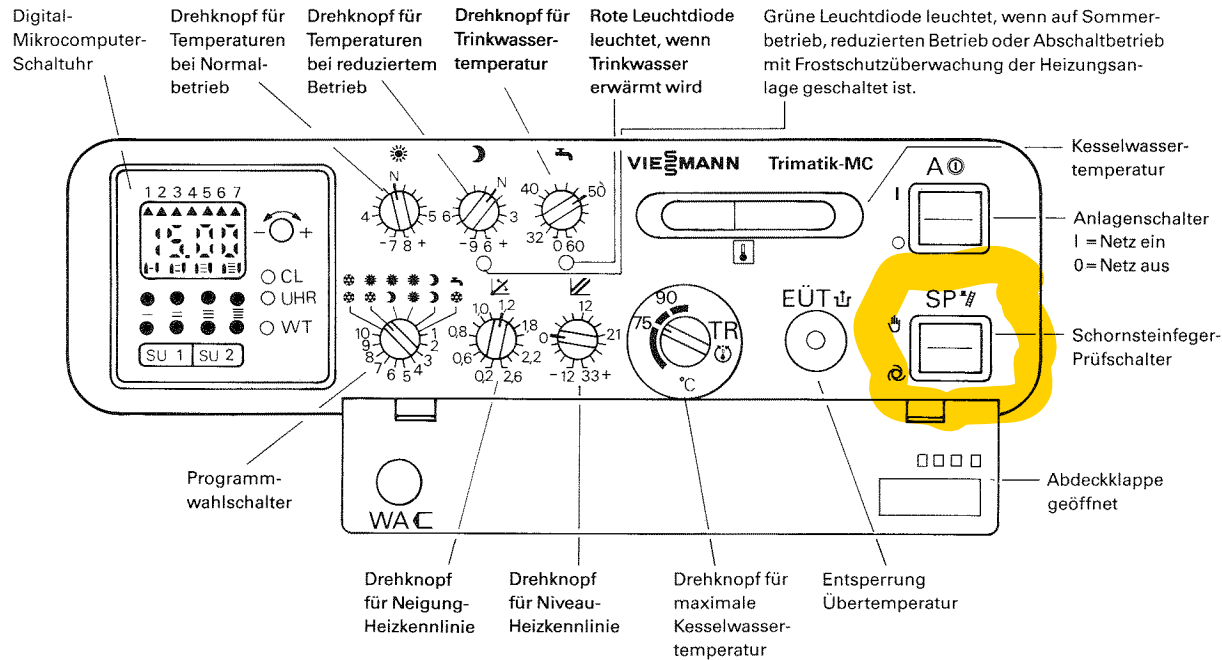 Digital-
Mikrocomputer-
Schaltuhr
Drehknopf für
Temperaturen
bei Normal-
betrieb
Drehknopf für
Temperaturen
bei reduziertem
Betrieb
Drehknopf für
Trinkwasser-
temperatur
Rote Leuchtdiode
leuchtet, wenn
Trinkwasser
erwärmt wird
Grüne Leuchtdiode leuchtet, wenn auf Sommer-
betrieb, reduzierten Betrieb oder Abschaltbetrieb
mit Frostschutzüberwachung der Heizungsan-
lage geschaltet ist.
Kesselwasser-
temperatur
Anlagenschalter
I = Netz ein
0 = Netz aus
Schornsteinfeger-
Prüfschalter
Abdeckklappe
geöffnet
1 2 3 4 5 6 7
15.00
- +
CL
UHR
WT
SU 1 SU 2
N
4 5
- 7 8 +
N
6 3
- 9 6 +
40 50
32 0 60
VIESSMANN Trimatik-MC
A
I
10 1
9 2
8 3
7 6 5 4
1,0 1,2
0,8 1,8
0,6 2,2
0,2 2,6
12
0 21
- 12 33 +
90
75
TR
°C
EÜT
SP
WA
Programm-
wahlschalter
Drehknopf
für Neigung-
Heizkennlinie
Drehknopf
für Niveau-
Heizkennlinie
Drehknopf für
maximale
Kesselwasser-
temperatur
Entsperrung
Übertemperatur